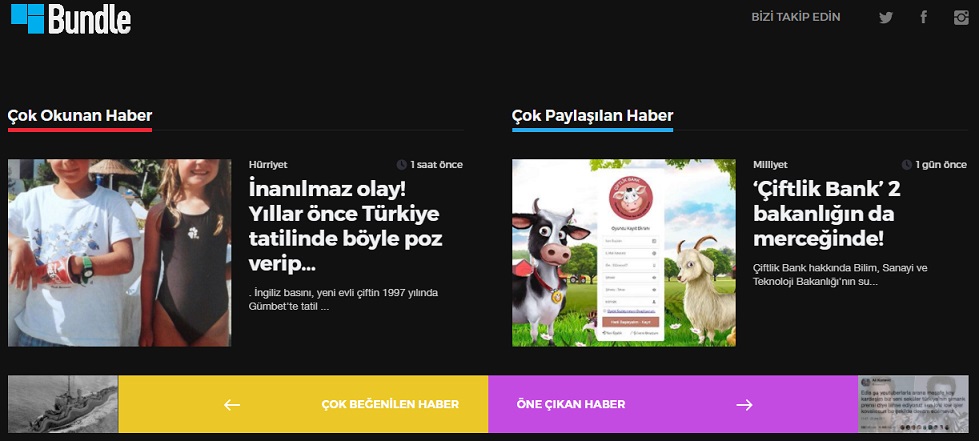 Bundle
BİZİ TAKİP EDİN
Çok Okunan Haber
Hürriyet
1 saat önce
İnanılmaz olay!
Yıllar önce Türkiye
tatilinde böyle poz
verip...
. İngiliz basını, yeni evli çiftin 1997 yılında
Gümbet'te tatil ...
Çok Paylaşılan Haber
ÇİFTLİK BANK
Milliyet
1 gün önce
‘Çiftlik Bank’ 2
bakanlığın da
merceğinde!
Çiftlik Bank hakkında Bilim, Sanayi ve
Teknoloji Bakanlığı'nın su...
ÇOK BEĞENİLEN HABER
ÖNE ÇIKAN HABER